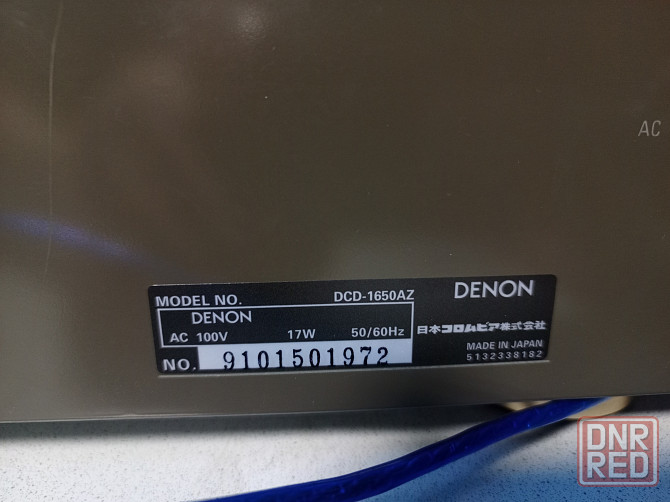 AC
MODEL NO. DCD-1650AZ DENON
DENON
AC 100V 17W 50/60Hz 日本コロムビア株式会社
NO. 9101501972 MADE IN JAPAN
5132338182
DNR
RED